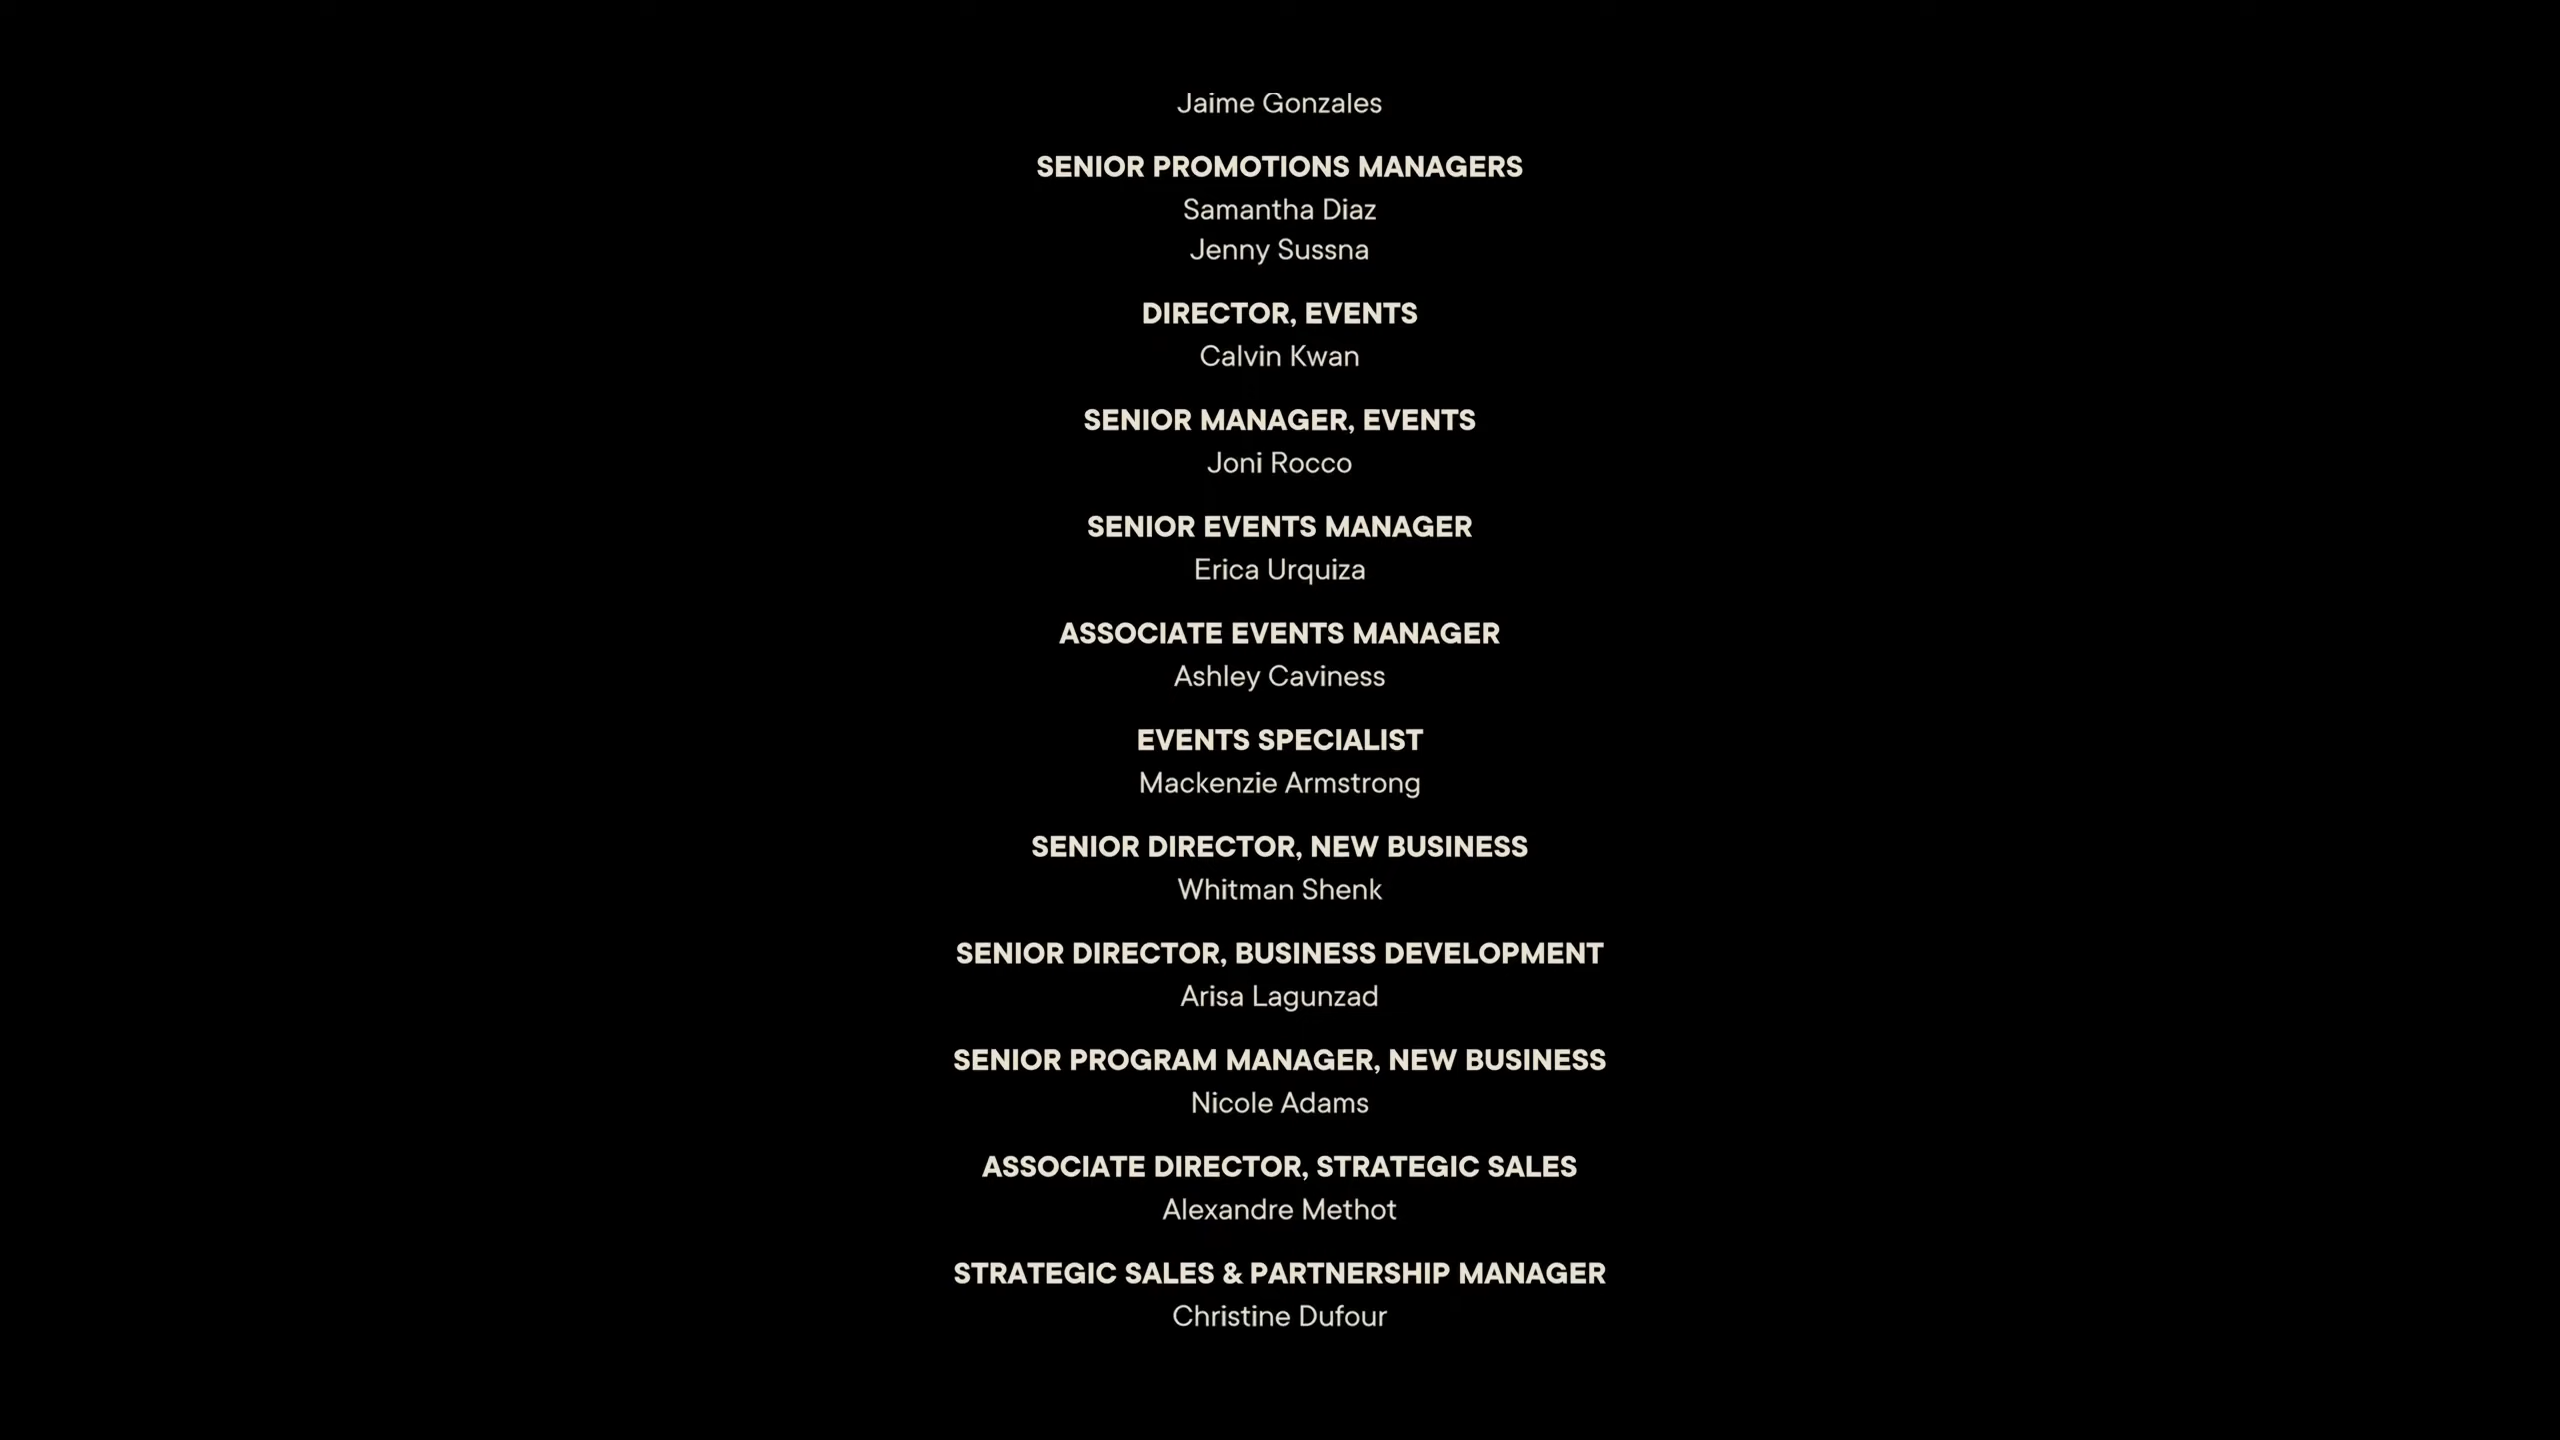 Jaime Gonzales
SENIOR PROMOTIONS MANAGERS
Samantha Diaz
Jenny Sussna
DIRECTOR, EVENTS
Calvin Kwan
SENIOR MANAGER, EVENTS
Joni Rocco
SENIOR EVENTS MANAGER
Erica Urquiza
ASSOCIATE EVENTS MANAGER
Ashley Caviness
EVENTS SPECIALIST
Mackenzie Armstrong
SENIOR DIRECTOR, NEW BUSINESS
Whitman Shenk
SENIOR DIRECTOR, BUSINESS DEVELOPMENT
Arisa Lagunzad
SENIOR PROGRAM MANAGER, NEW BUSINESS
Nicole Adams
ASSOCIATE DIRECTOR, STRATEGIC SALES
Alexandre Methot
STRATEGIC SALES & PARTNERSHIP MANAGER
Christine Dufour